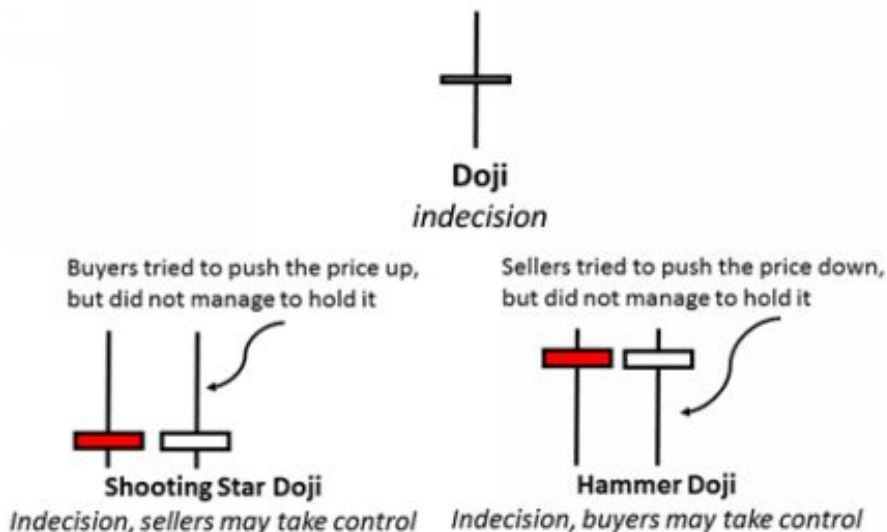 Doji
indecision
Buyers tried to push the price up,
but did not manage to hold it
Sellers tried to push the price down,
but did not manage to hold it
Shooting Star Doji
Indecision, sellers may take control
Hammer Doji
Indecision, buyers may take control